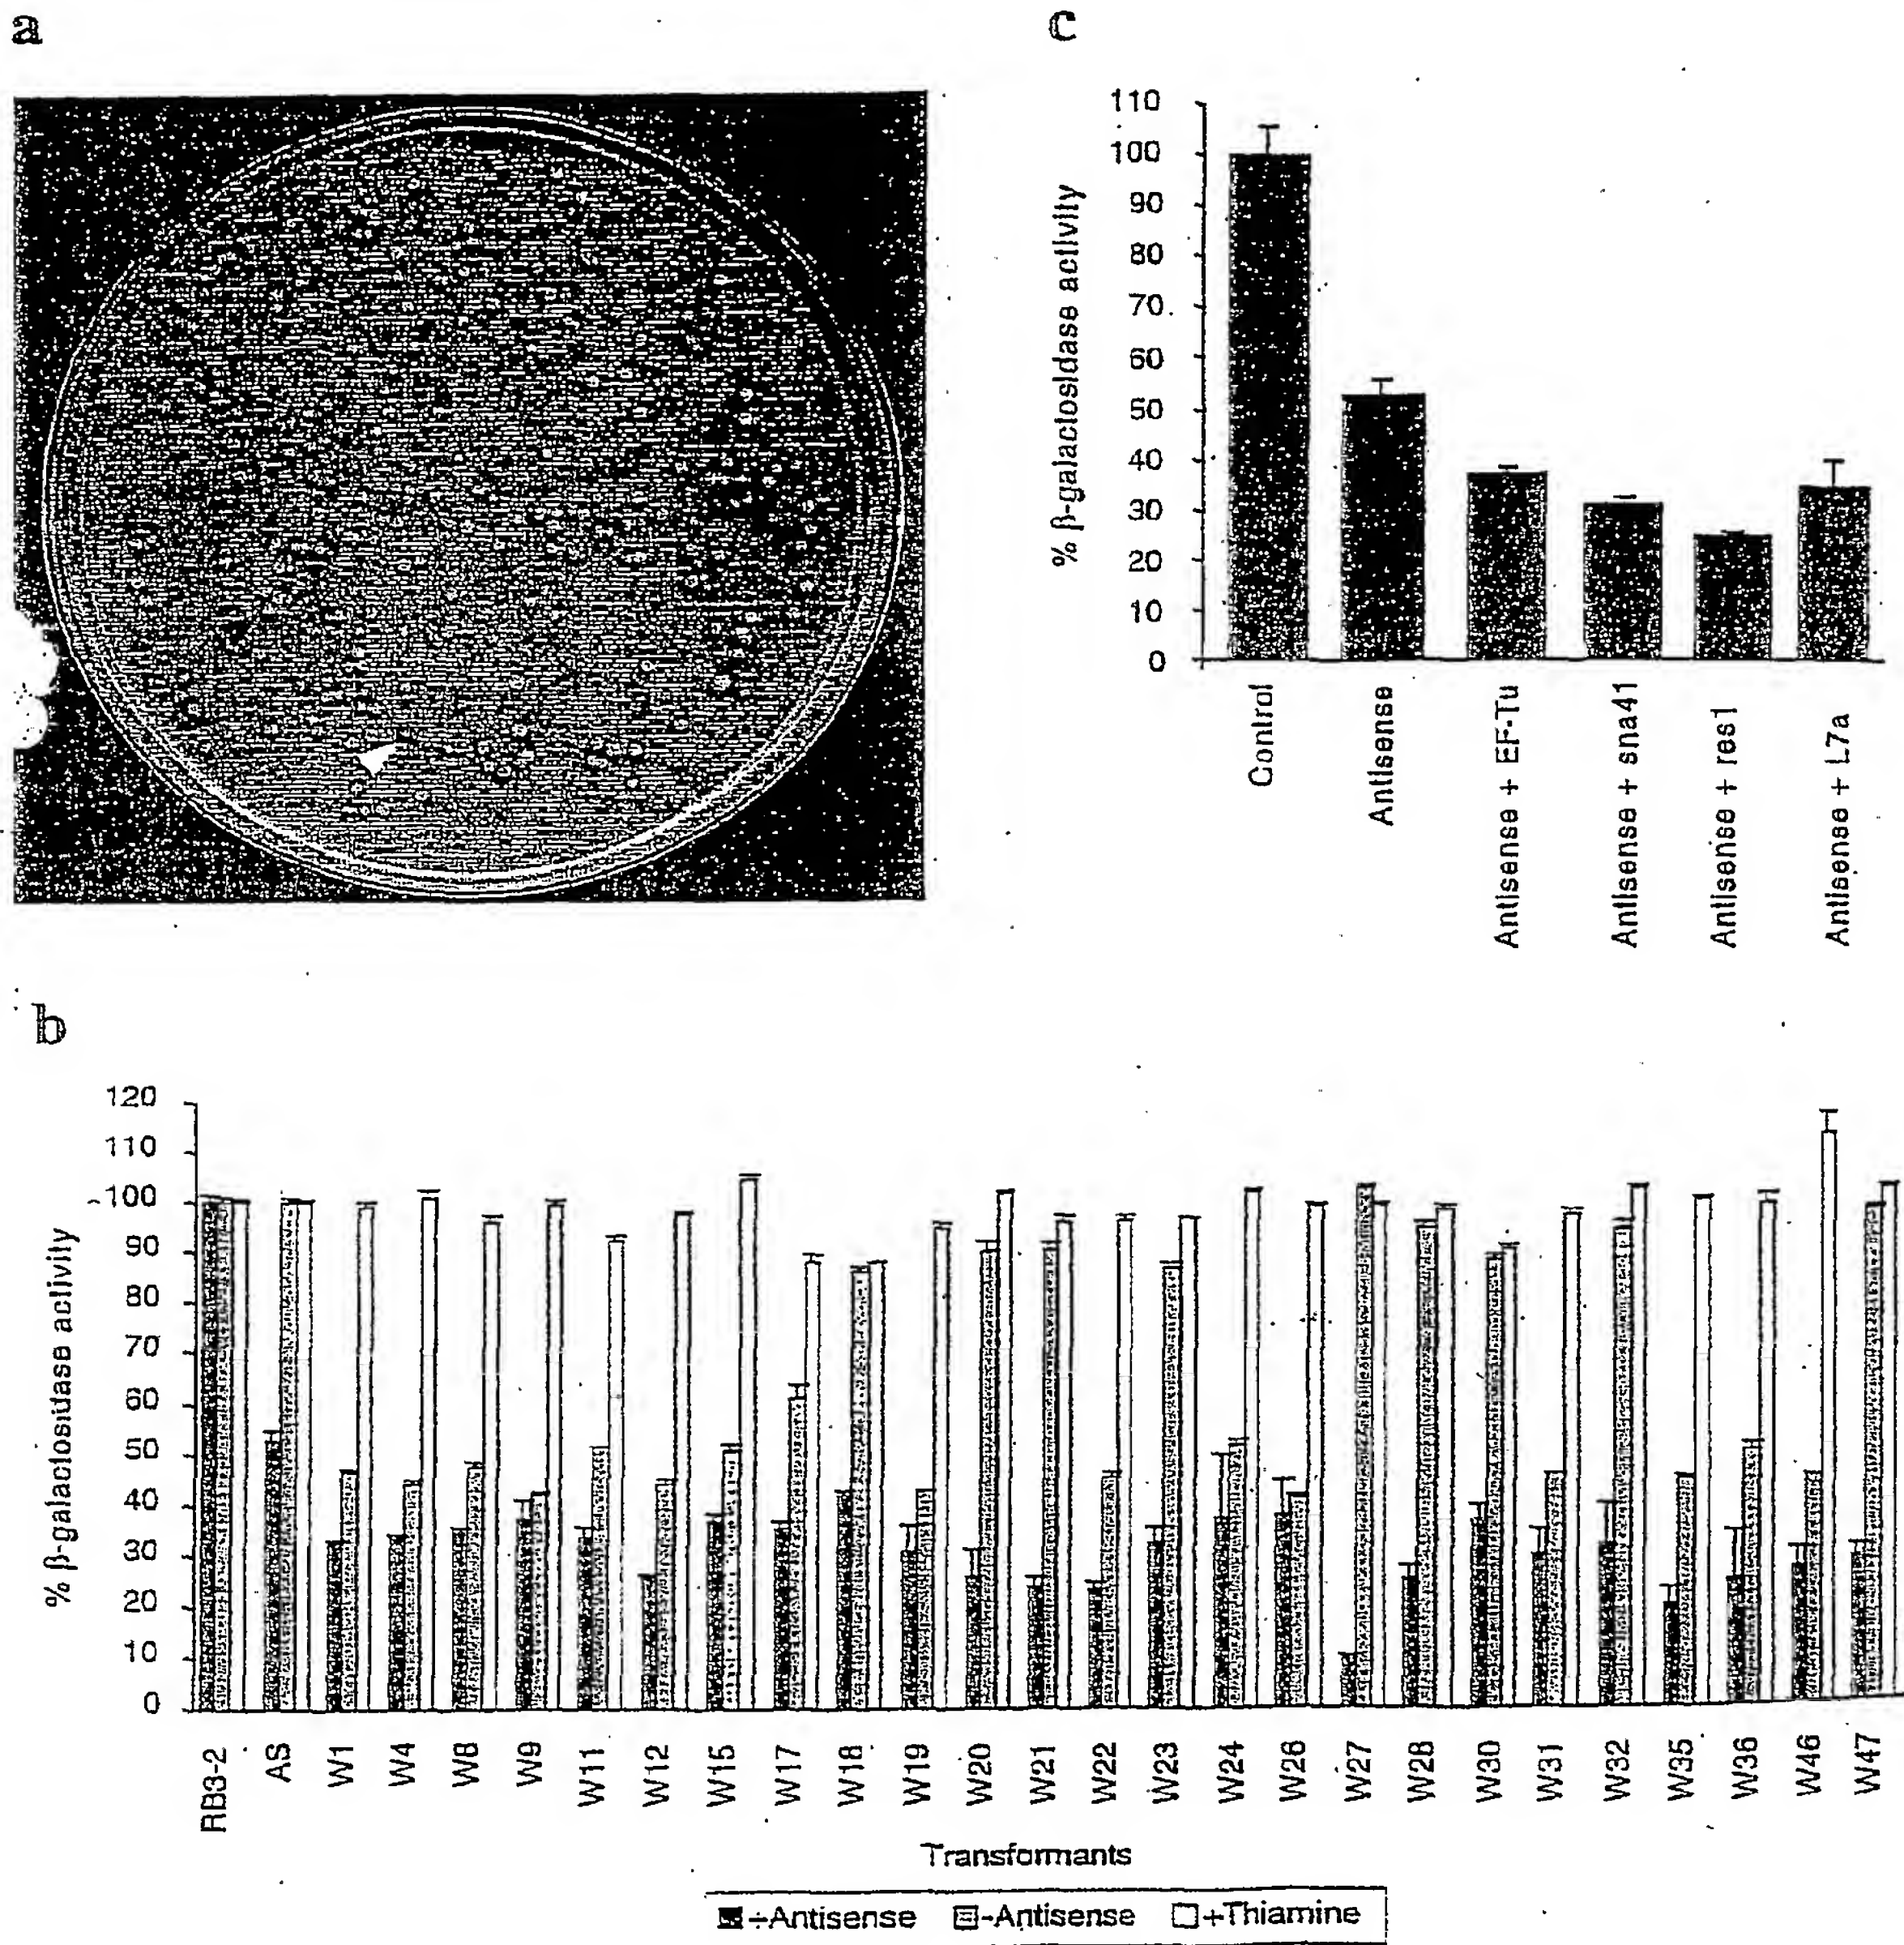 a
c
110
100
90
80
70
60
50
40
30
20
10
0
% β-galactosidase activity
Control
Antisense
Antisense + EF-Tu
Antisense + sna41
Antisense + res1
Antisense + L7a
b
120
110
100
90
80
70
60
50
40
30
20
10
0
% β-galactosidase activity
RB3-2
AS
W1
W4
W8
W9
W11
W12
W15
W17
W18
W19
W20
W21
W22
W23
W24
W26
W27
W28
W30
W31
W32
W35
W36
W46
W47
Transformants
+Antisense -Antisense +Thiamine